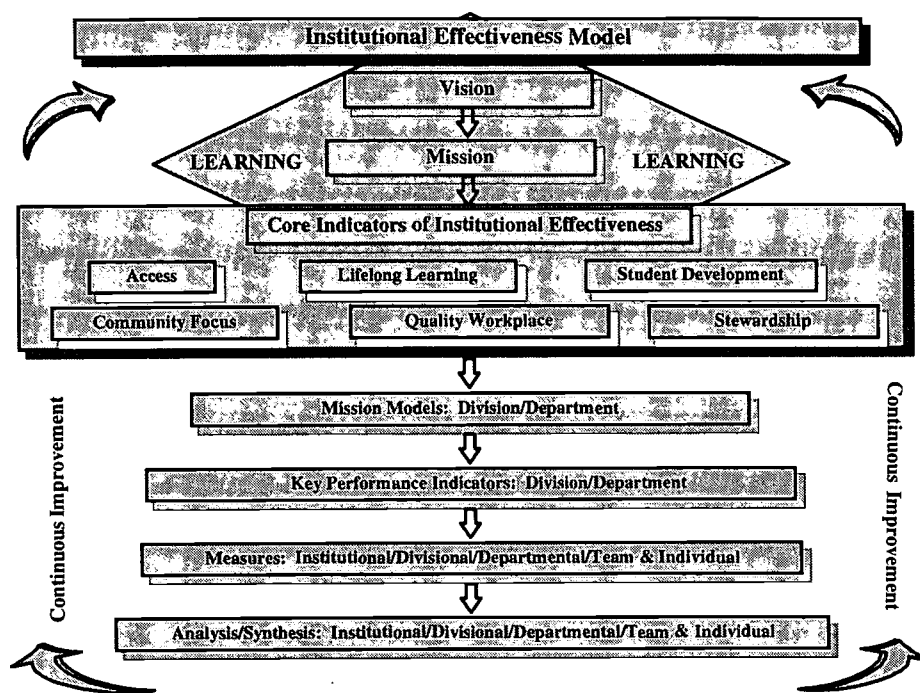 Institutional Effectiveness Model
Vision
LEARNING
Mission
LEARNING
Core Indicators of Institutional Effectiveness
Access
Lifelong Learning
Student Development
Community Focus
Quality Workplace
Stewardship
Mission Models: Division/Department
Key Performance Indicators: Division/Department
Measures: Institutional/Divisional/Departmental/Team & Individual
Analysis/Synthesis: Institutional/Divisional/Departmental/Team & Individual
Continuous Improvement
Continuous Improvement